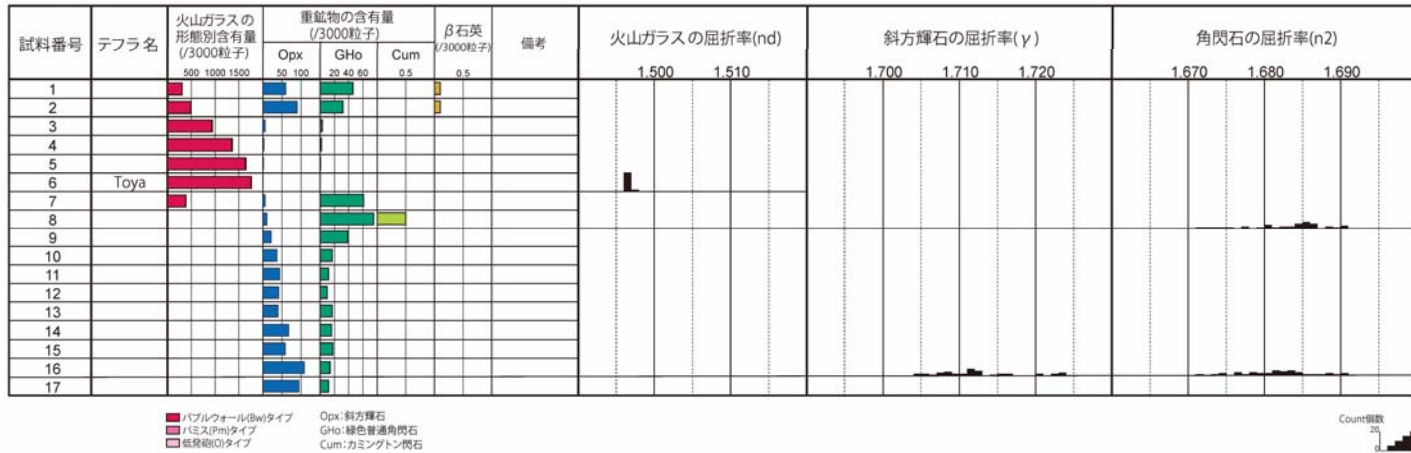 試料番号 テフラ名 火山ガラスの形態別含有量(/3000粒子) 重鉱物の含有量(/3000粒子) β石英(/3000粒子) 備考 火山ガラスの屈折率(nd) 斜方輝石の屈折率(γ) 角閃石の屈折率(n2)
Opx GHo Cum
500 1000 1500 50 100 20 40 60 0.5 0.5 1.500 1.510 1.700 1.710 1.720 1.670 1.680 1.690
1
2
3
4
5
6 Toya
7
8
9
10
11
12
13
14
15
16
17
バブルウォール(Bw)タイプ Opx:斜方輝石
パミス(Pm)タイプ GHo:緑色普通角閃石
低発泡(O)タイプ Cum:カミングトン閃石
Count個数
20
0